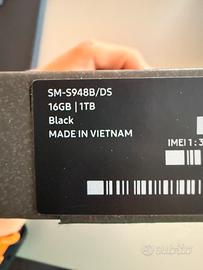 SM-S948B/DS
16GB | 1TB
Black
MADE IN VIETNAM
IMEI 1 : 3
subito